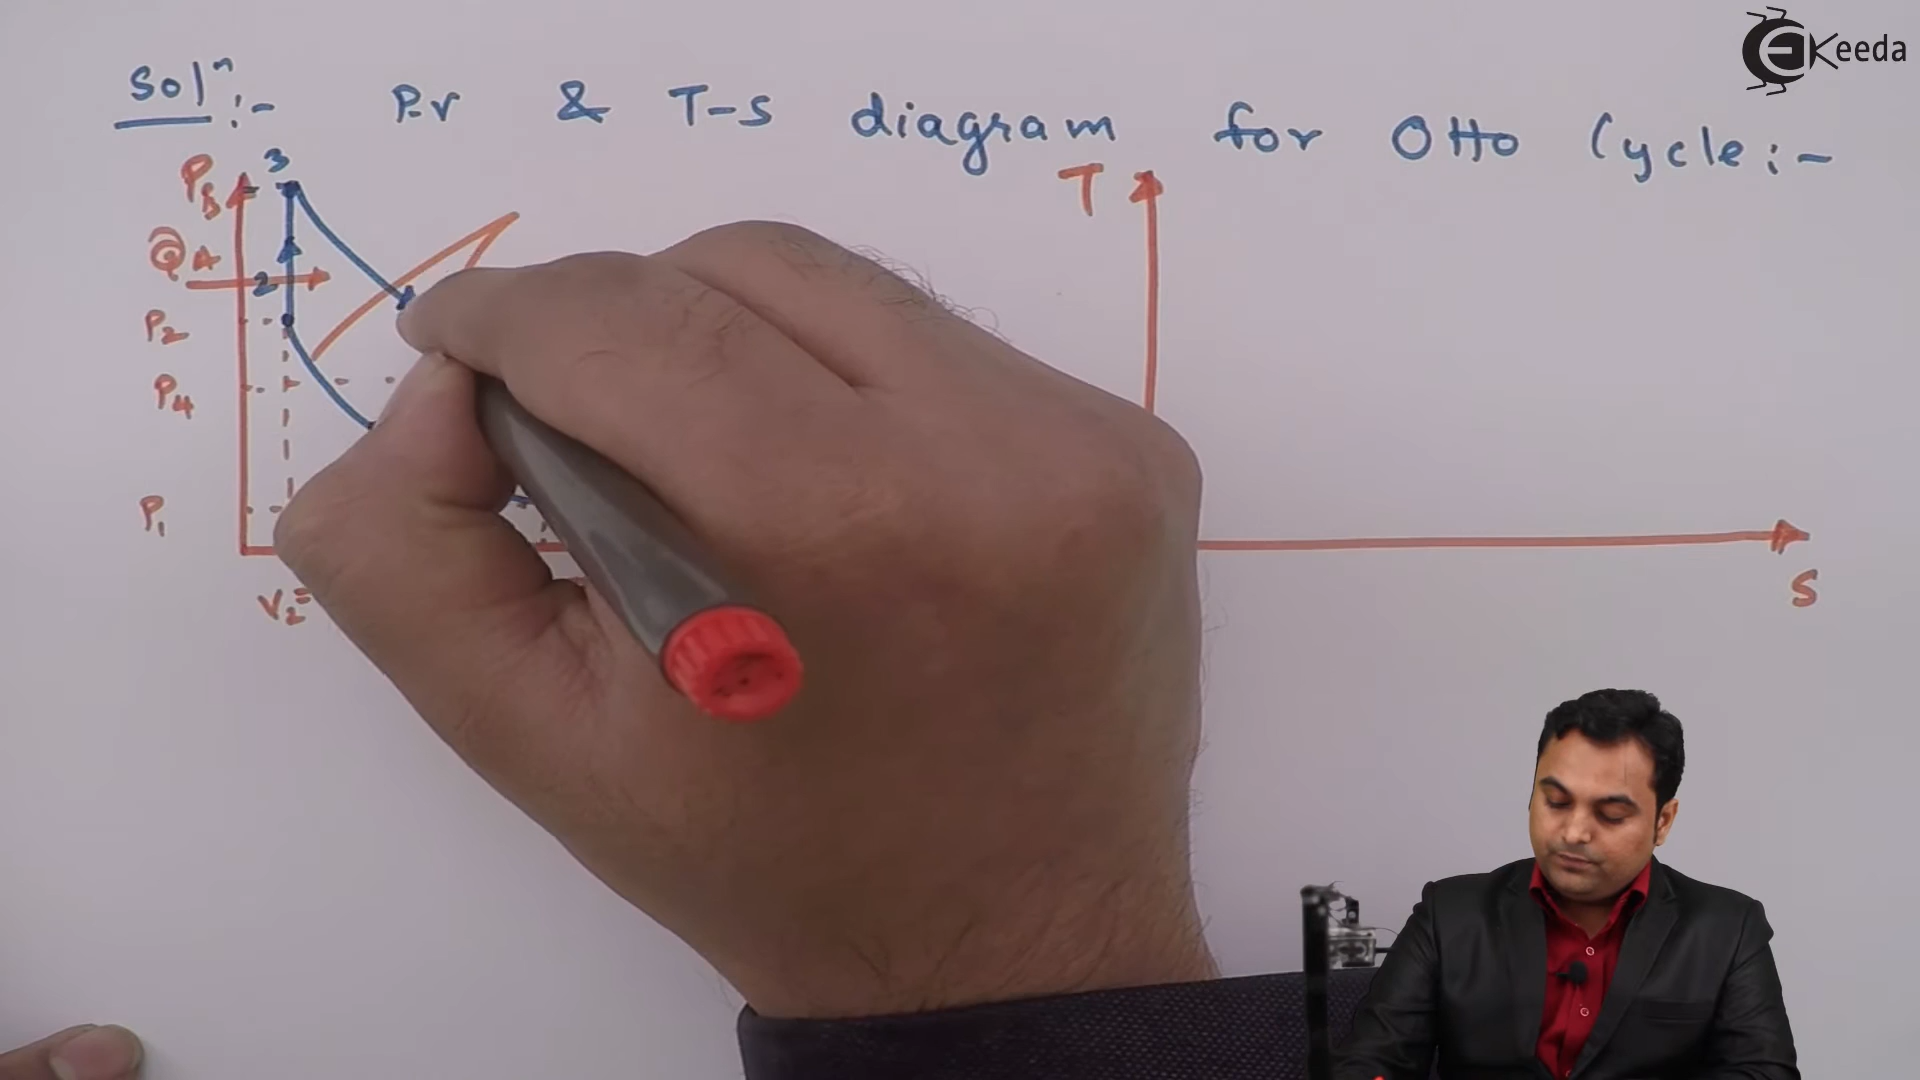 Solⁿ :- P-V & T-S diagram for Otto Cycle :-
P
3
T
P3
QA
2
P2
P4
P1
V2=
S
Keeda